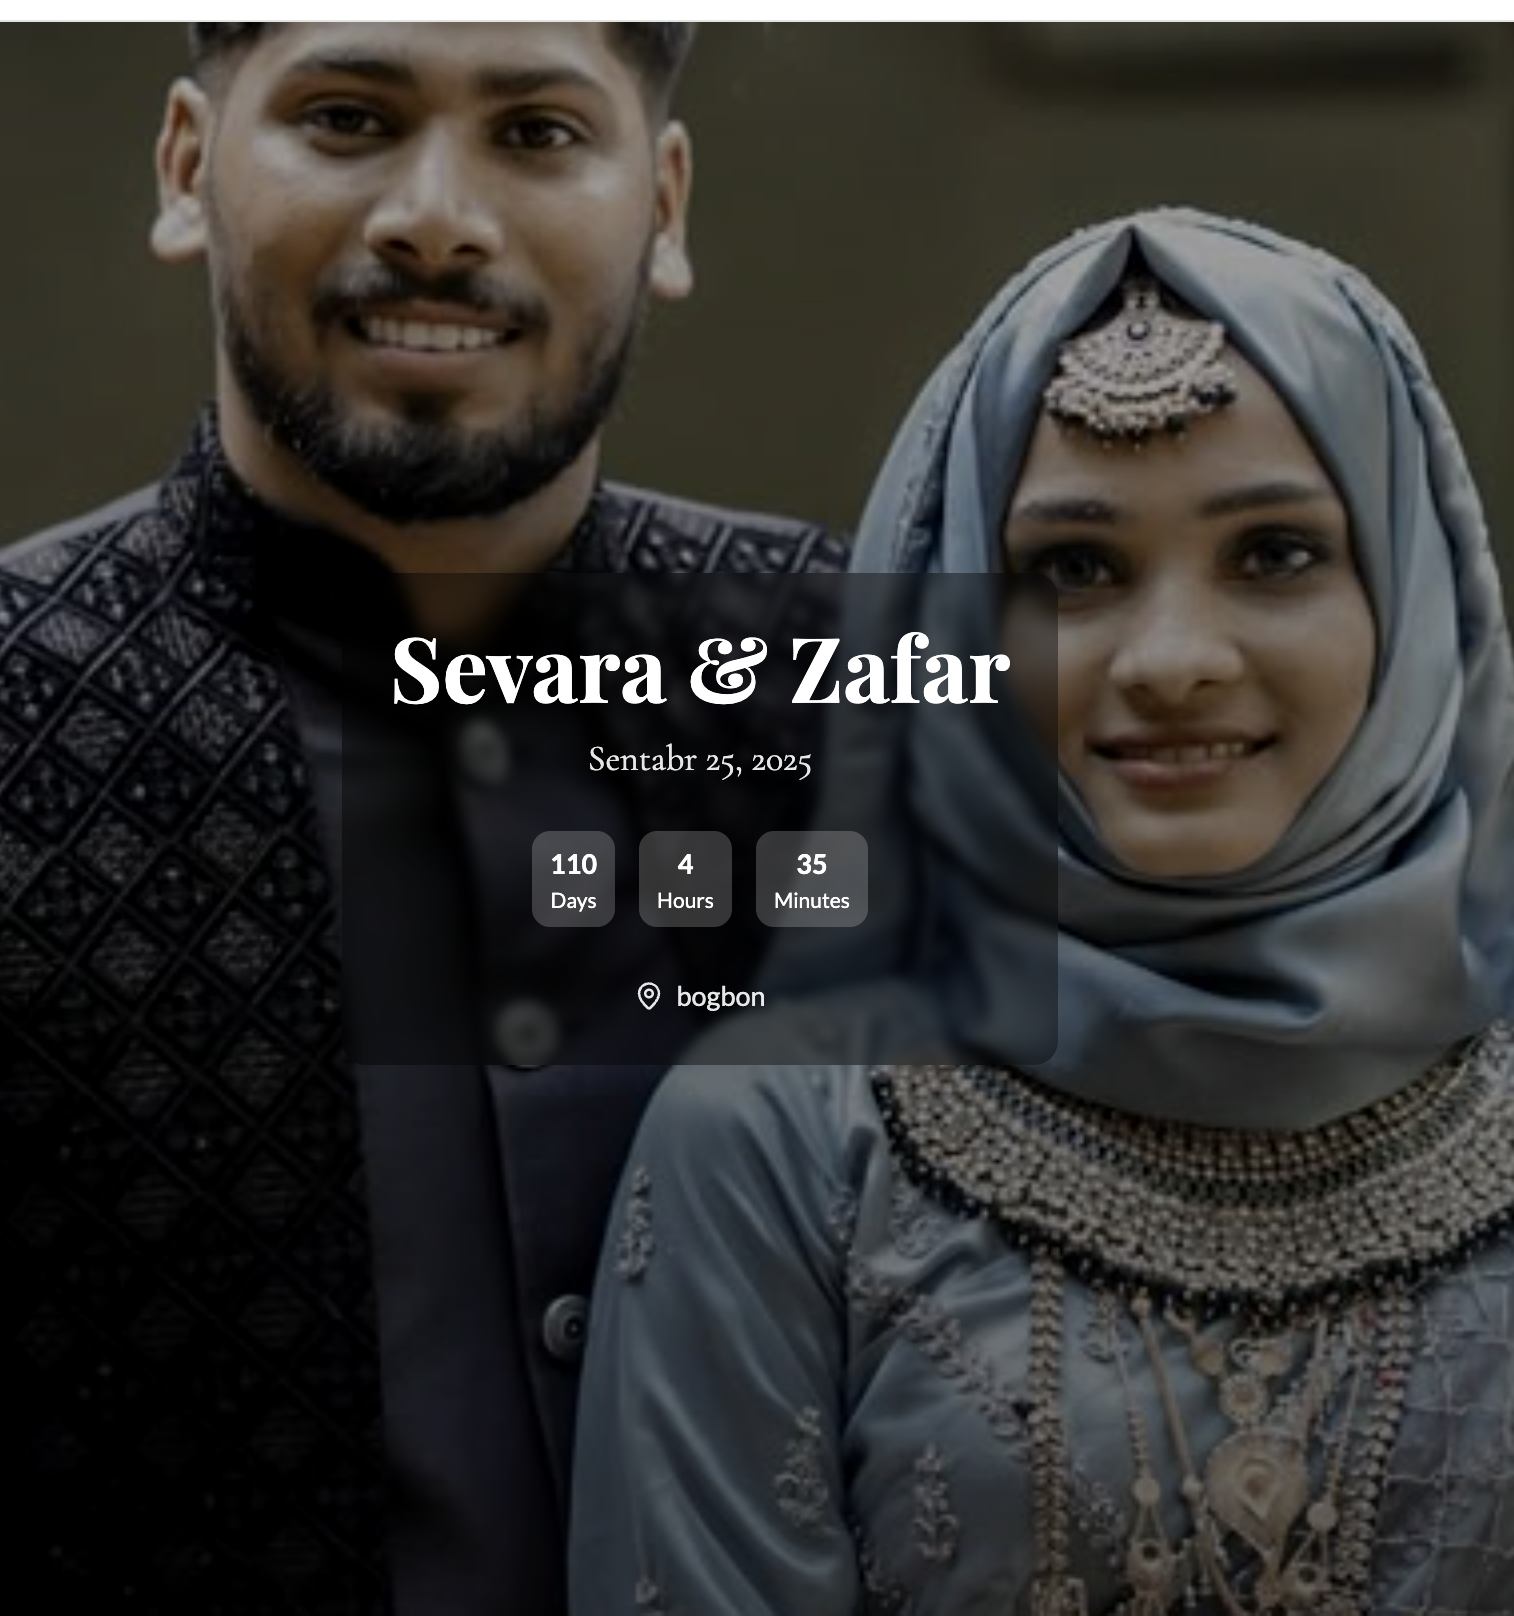 Sevara & Zafar
Sentabr 25, 2025
110 4 35
Days Hours Minutes
bogbon